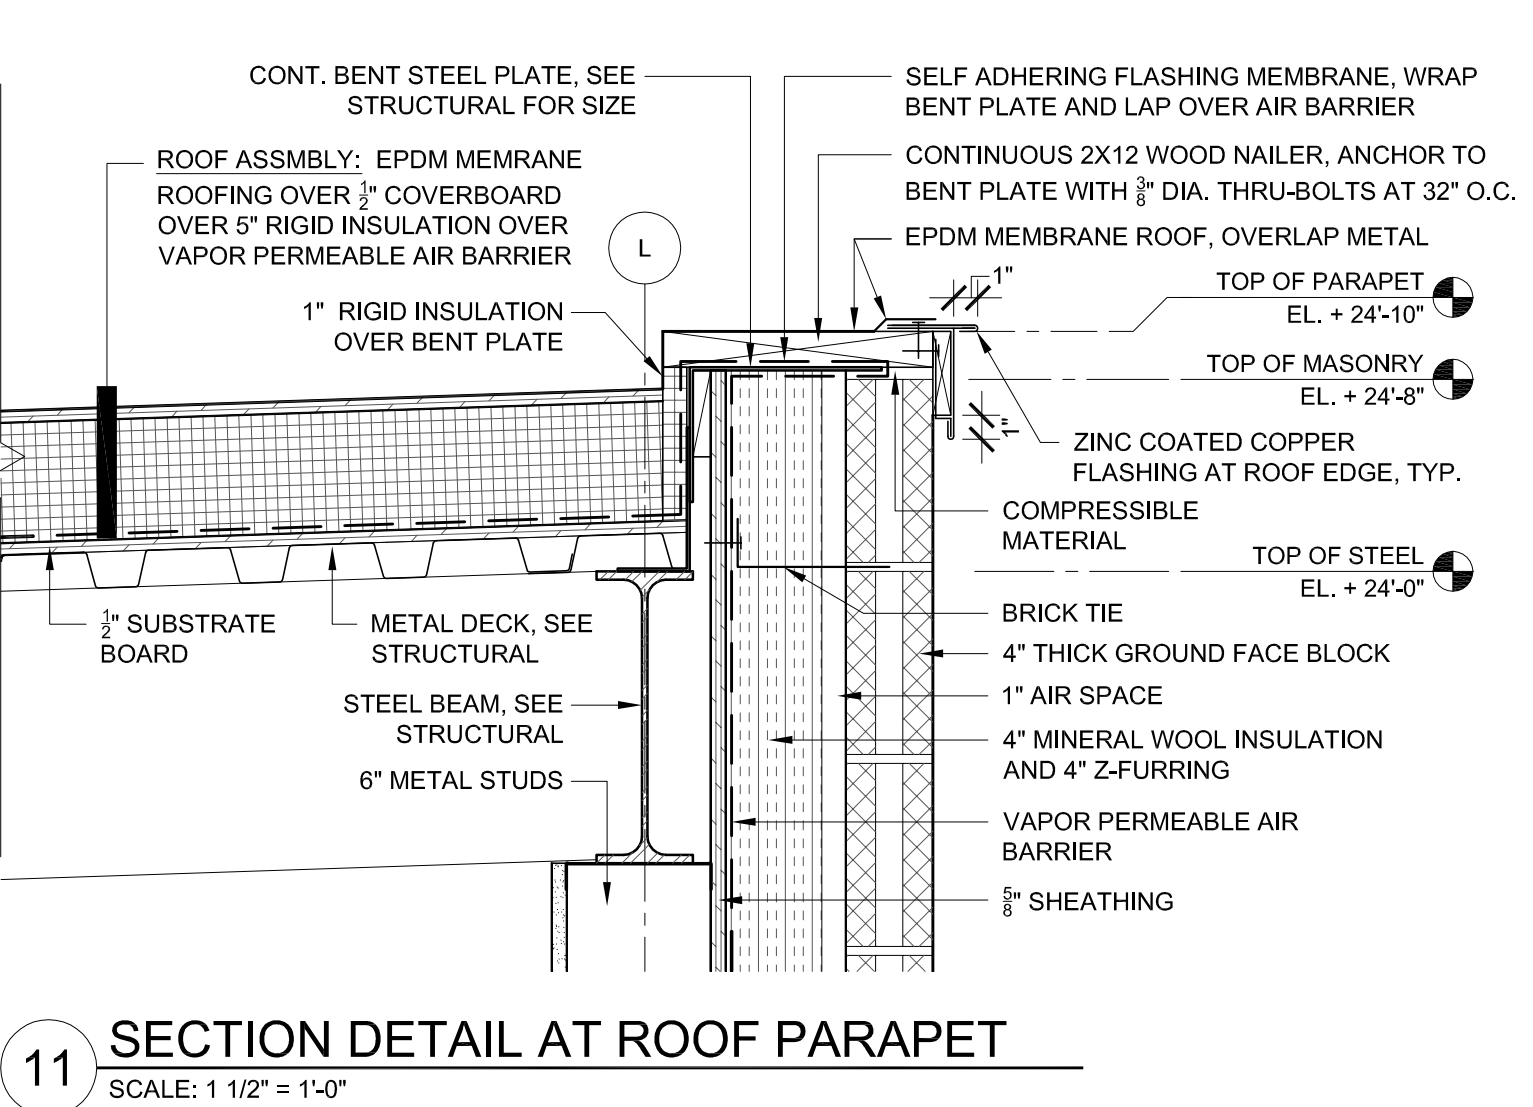 CONT. BENT STEEL PLATE, SEE
STRUCTURAL FOR SIZE
ROOF ASSMBLY: EPDM MEMRANE
ROOFING OVER 1/2" COVERBOARD
OVER 5" RIGID INSULATION OVER
VAPOR PERMEABLE AIR BARRIER
L
1" RIGID INSULATION
OVER BENT PLATE
SELF ADHERING FLASHING MEMBRANE, WRAP
BENT PLATE AND LAP OVER AIR BARRIER
CONTINUOUS 2X12 WOOD NAILER, ANCHOR TO
BENT PLATE WITH 3/8" DIA. THRU-BOLTS AT 32" O.C.
EPDM MEMBRANE ROOF, OVERLAP METAL
1"
TOP OF PARAPET
EL. + 24'-10"
TOP OF MASONRY
EL. + 24'-8"
1"
ZINC COATED COPPER
FLASHING AT ROOF EDGE, TYP.
COMPRESSIBLE
MATERIAL
TOP OF STEEL
EL. + 24'-0"
BRICK TIE
4" THICK GROUND FACE BLOCK
1" AIR SPACE
4" MINERAL WOOL INSULATION
AND 4" Z-FURRING
VAPOR PERMEABLE AIR
BARRIER
5/8" SHEATHING
1/2" SUBSTRATE
BOARD
METAL DECK, SEE
STRUCTURAL
STEEL BEAM, SEE
STRUCTURAL
6" METAL STUDS
11
SECTION DETAIL AT ROOF PARAPET
SCALE: 1 1/2" = 1'-0"